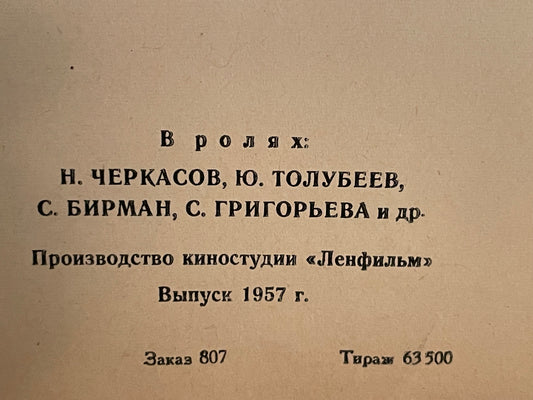 В ролях:
Н. ЧЕРКАСОВ, Ю. ТОЛУБЕЕВ,
С. БИРМАН, С. ГРИГОРЬЕВА и др.
Производство киностудии «Ленфильм»
Выпуск 1957 г.
Заказ 807 Тираж 63 500